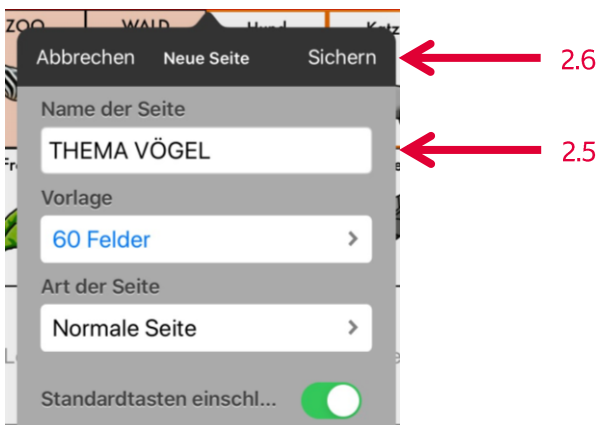 ZOO WALD Hund Katz
Abbrechen Neue Seite Sichern 2.6
Name der Seite
THEMA VÖGEL 2.5
Vorlage
60 Felder
Art der Seite
Normale Seite
Standardtasten einschl...